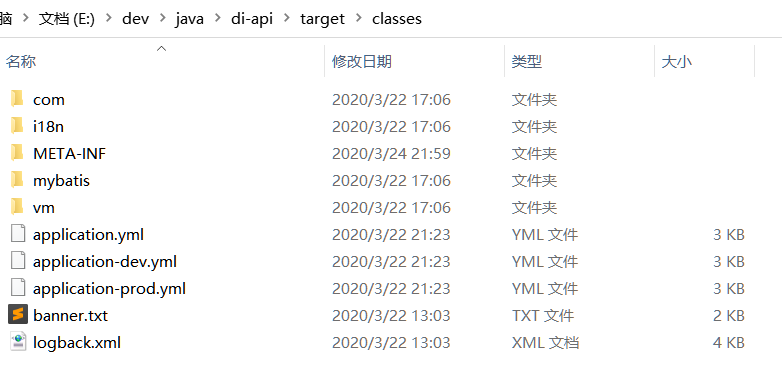 脑 > 文档 (E:) > dev > java > di-api > target > classes
名称 修改日期 类型 大小
com 2020/3/22 17:06 文件夹
i18n 2020/3/22 17:06 文件夹
META-INF 2020/3/24 21:59 文件夹
mybatis 2020/3/22 17:06 文件夹
vm 2020/3/22 17:06 文件夹
application.yml 2020/3/22 21:23 YML 文件 3 KB
application-dev.yml 2020/3/22 21:23 YML 文件 3 KB
application-prod.yml 2020/3/22 21:23 YML 文件 3 KB
banner.txt 2020/3/22 13:03 TXT 文件 2 KB
logback.xml 2020/3/22 13:03 XML 文档 4 KB